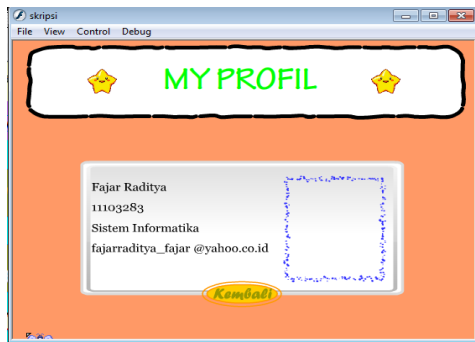 skripsi
File View Control Debug
MY PROFIL
Fajar Raditya
11103283
Sistem Informatika
fajarraditya_fajar @yahoo.co.id
Kembali